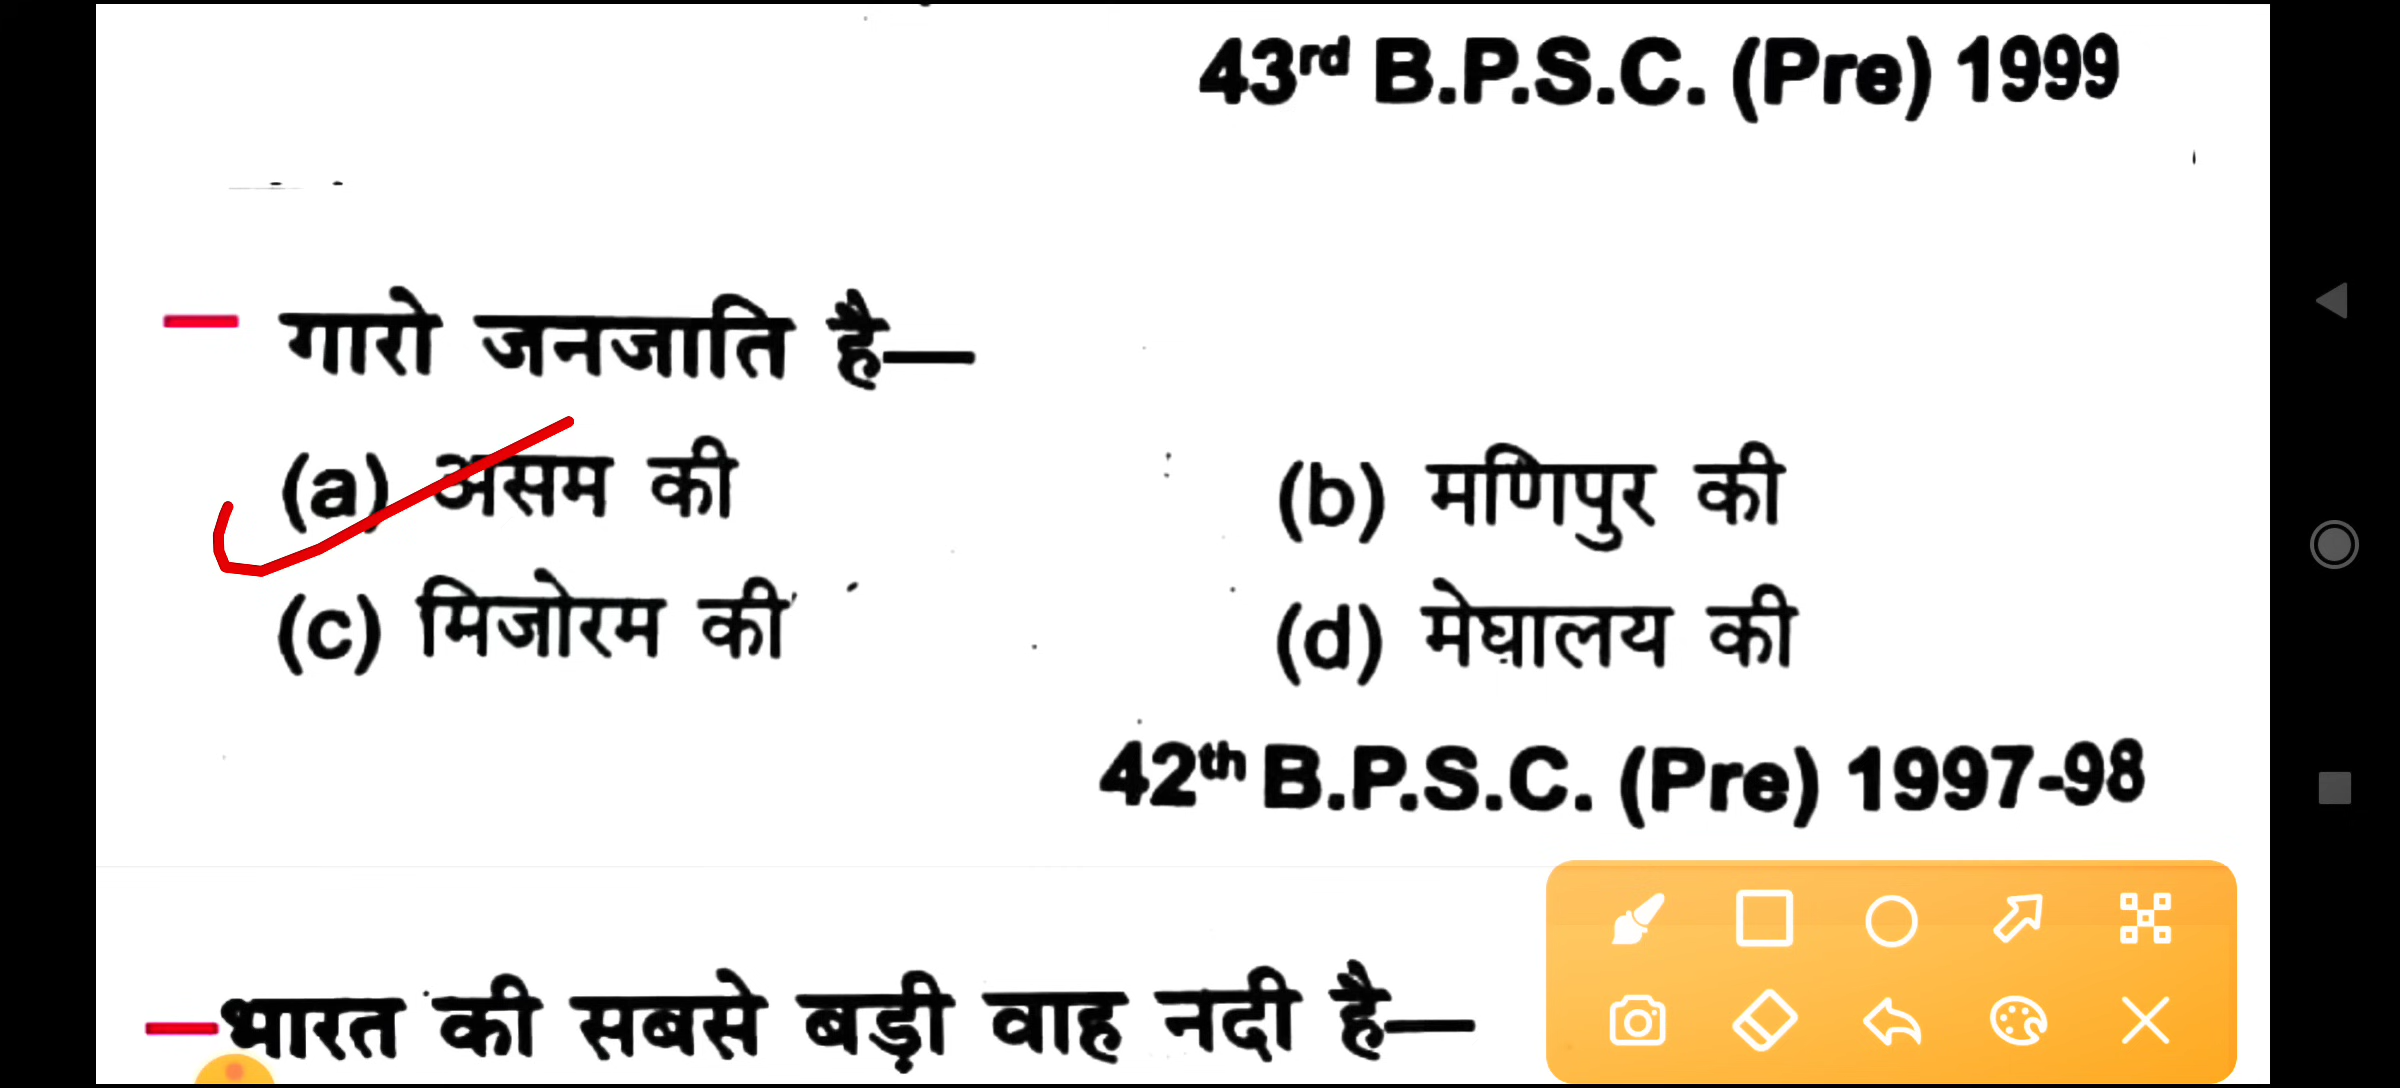 43rd B.P.S.C. (Pre) 1999
गारो जनजाति है—
(a) असम की (b) मणिपुर की
(c) मिजोरम की (d) मेघालय की
42th B.P.S.C. (Pre) 1997-98
भारत की सबसे बड़ी वाह नदी है—